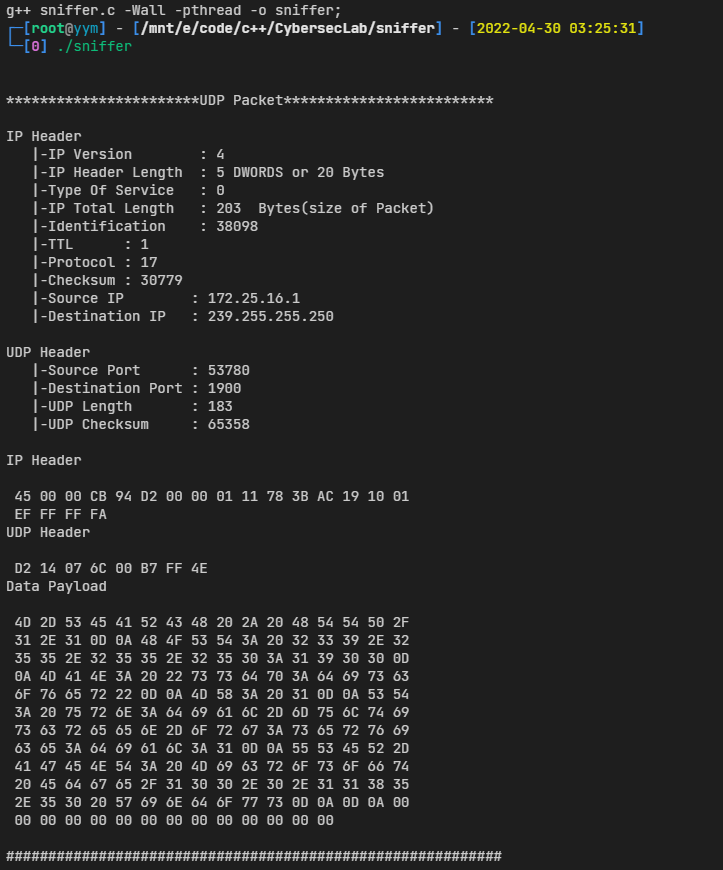 g++ sniffer.c -Wall -pthread -o sniffer;
┌─[root@yym] - [/mnt/e/code/c++/CybersecLab/sniffer] - [2022-04-30 03:25:31]
└─[0] ./sniffer
***********************UDP Packet*************************
IP Header
   |-IP Version        : 4
   |-IP Header Length  : 5 DWORDS or 20 Bytes
   |-Type Of Service   : 0
   |-IP Total Length   : 203  Bytes(size of Packet)
   |-Identification    : 38098
   |-TTL      : 1
   |-Protocol : 17
   |-Checksum : 30779
   |-Source IP        : 172.25.16.1
   |-Destination IP   : 239.255.255.250
UDP Header
   |-Source Port      : 53780
   |-Destination Port : 1900
   |-UDP Length       : 183
   |-UDP Checksum     : 65358
IP Header
 45 00 00 CB 94 D2 00 00 01 11 78 3B AC 19 10 01
 EF FF FF FA
UDP Header
 D2 14 07 6C 00 B7 FF 4E
Data Payload
 4D 2D 53 45 41 52 43 48 20 2A 20 48 54 54 50 2F
 31 2E 31 0D 0A 48 4F 53 54 3A 20 32 33 39 2E 32
 35 35 2E 32 35 35 2E 32 35 30 3A 31 39 30 30 0D
 0A 4D 41 4E 3A 20 22 73 73 64 70 3A 64 69 73 63
 6F 76 65 72 22 0D 0A 4D 58 3A 20 31 0D 0A 53 54
 3A 20 75 72 6E 3A 64 69 61 6C 2D 6D 75 6C 74 69
 73 63 72 65 65 6E 2D 6F 72 67 3A 73 65 72 76 69
 63 65 3A 64 69 61 6C 3A 31 0D 0A 55 53 45 52 2D
 41 47 45 4E 54 3A 20 4D 69 63 72 6F 73 6F 66 74
 20 45 64 67 65 2F 31 30 30 2E 30 2E 31 31 38 35
 2E 35 30 20 57 69 6E 64 6F 77 73 0D 0A 0D 0A 00
 00 00 00 00 00 00 00 00 00 00 00 00 00
###########################################################